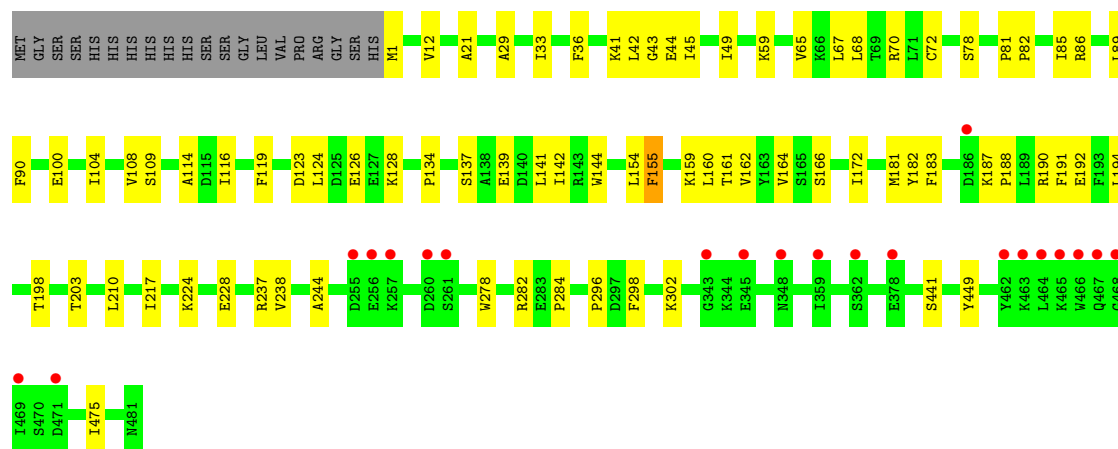 MET GLY SER SER HIS HIS HIS HIS HIS HIS SER SER GLY LEU VAL PRO ARG GLY SER HIS M1 V12 A21 A29 I33 F36 K41 L42 G43 E44 I45 I49 K59 V65 K66 L67 L68 T69 R70 L71 C72 S78 P81 P82 I85 R86 L89
F90 E100 I104 V108 S109 A114 D115 I116 F119 D123 L124 D125 E126 E127 K128 P134 S137 A138 E139 D140 L141 I142 R143 W144 L154 F155 K159 L160 T161 V162 Y163 V164 S165 S166 I172 M181 Y182 F183 D186 K187 P188 L189 R190 F191 E192 F193 L194
T198 T203 L210 I217 K224 E228 R237 V238 A244 D255 E256 K257 D260 S261 W278 R282 E283 P284 P296 D297 F298 K302 G343 K344 E345 N348 I359 S362 E378 S441 Y449 Y462 K463 L464 K465 W466 Q467
I469 S470 D471 I475 N481